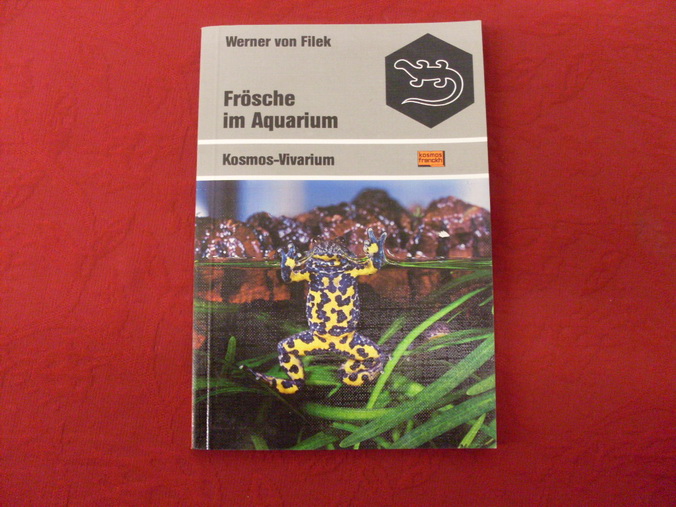 Werner von Filek
Frösche
im Aquarium
Kosmos-Vivarium
kosmos
franckh